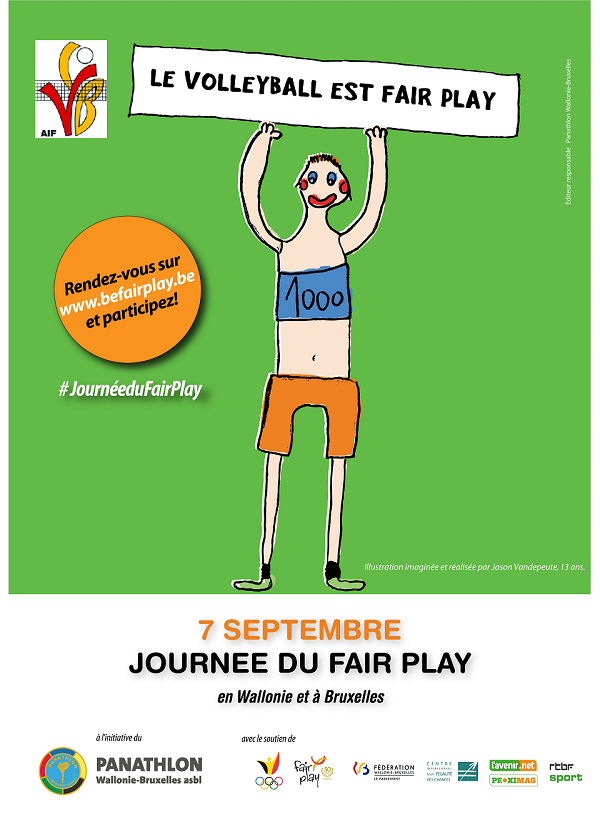 LE VOLLEYBALL EST FAIR PLAY
AIF
Editeur responsable Panathlon Wallonie-Bruxelles
Rendez-vous sur
www.befairplay.be
et participez!
#JournéeduFairPlay
1000
Illustration imaginée et réalisée par Jason Vandepeute, 13 ans.
7 SEPTEMBRE
JOURNEE DU FAIR PLAY
en Wallonie et à Bruxelles
à l'initiative du
avec le soutien de
PANATHLON
Wallonie-Bruxelles asbl
fair
play
FÉDÉRATION
WALLONIE-BRUXELLES
LE PARLEMENT
CENTRE
INTERFÉDÉRAL
POUR L'ÉGALITÉ
DES CHANCES
l'avenir.net
PROXIMAG
rtbf
sport